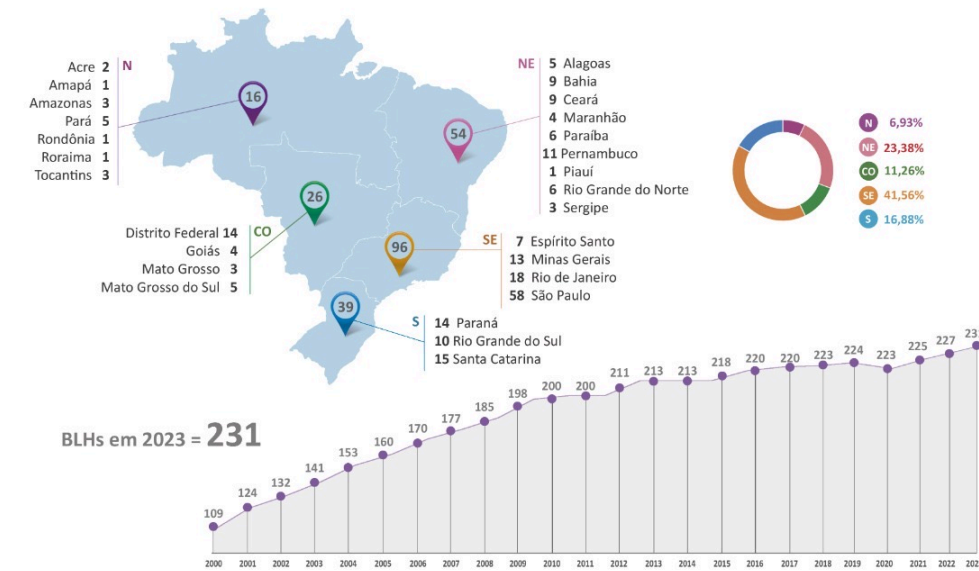 Acre 2 N
Amapá 1
Amazonas 3
Pará 5
Rondônia 1
Roraima 1
Tocantins 3
16
NE 5 Alagoas
9 Bahia
9 Ceará
4 Maranhão
6 Paraíba
11 Pernambuco
1 Piauí
6 Rio Grande do Norte
3 Sergipe
54
N 6,93%
NE 23,38%
CO 11,26%
SE 41,56%
S 16,88%
26
Distrito Federal 14 CO
Goiás 4
Mato Grosso 3
Mato Grosso do Sul 5
96
SE 7 Espírito Santo
13 Minas Gerais
18 Rio de Janeiro
58 São Paulo
39
S 14 Paraná
10 Rio Grande do Sul
15 Santa Catarina
BLHs em 2023 = 231
109 124 132 141 153 160 170 177 185 198 200 200 211 213 213 218 220 220 223 224 223 225 227
2000 2001 2002 2003 2004 2005 2006 2007 2008 2009 2010 2011 2012 2013 2014 2015 2016 2017 2018 2019 2020 2021 2022